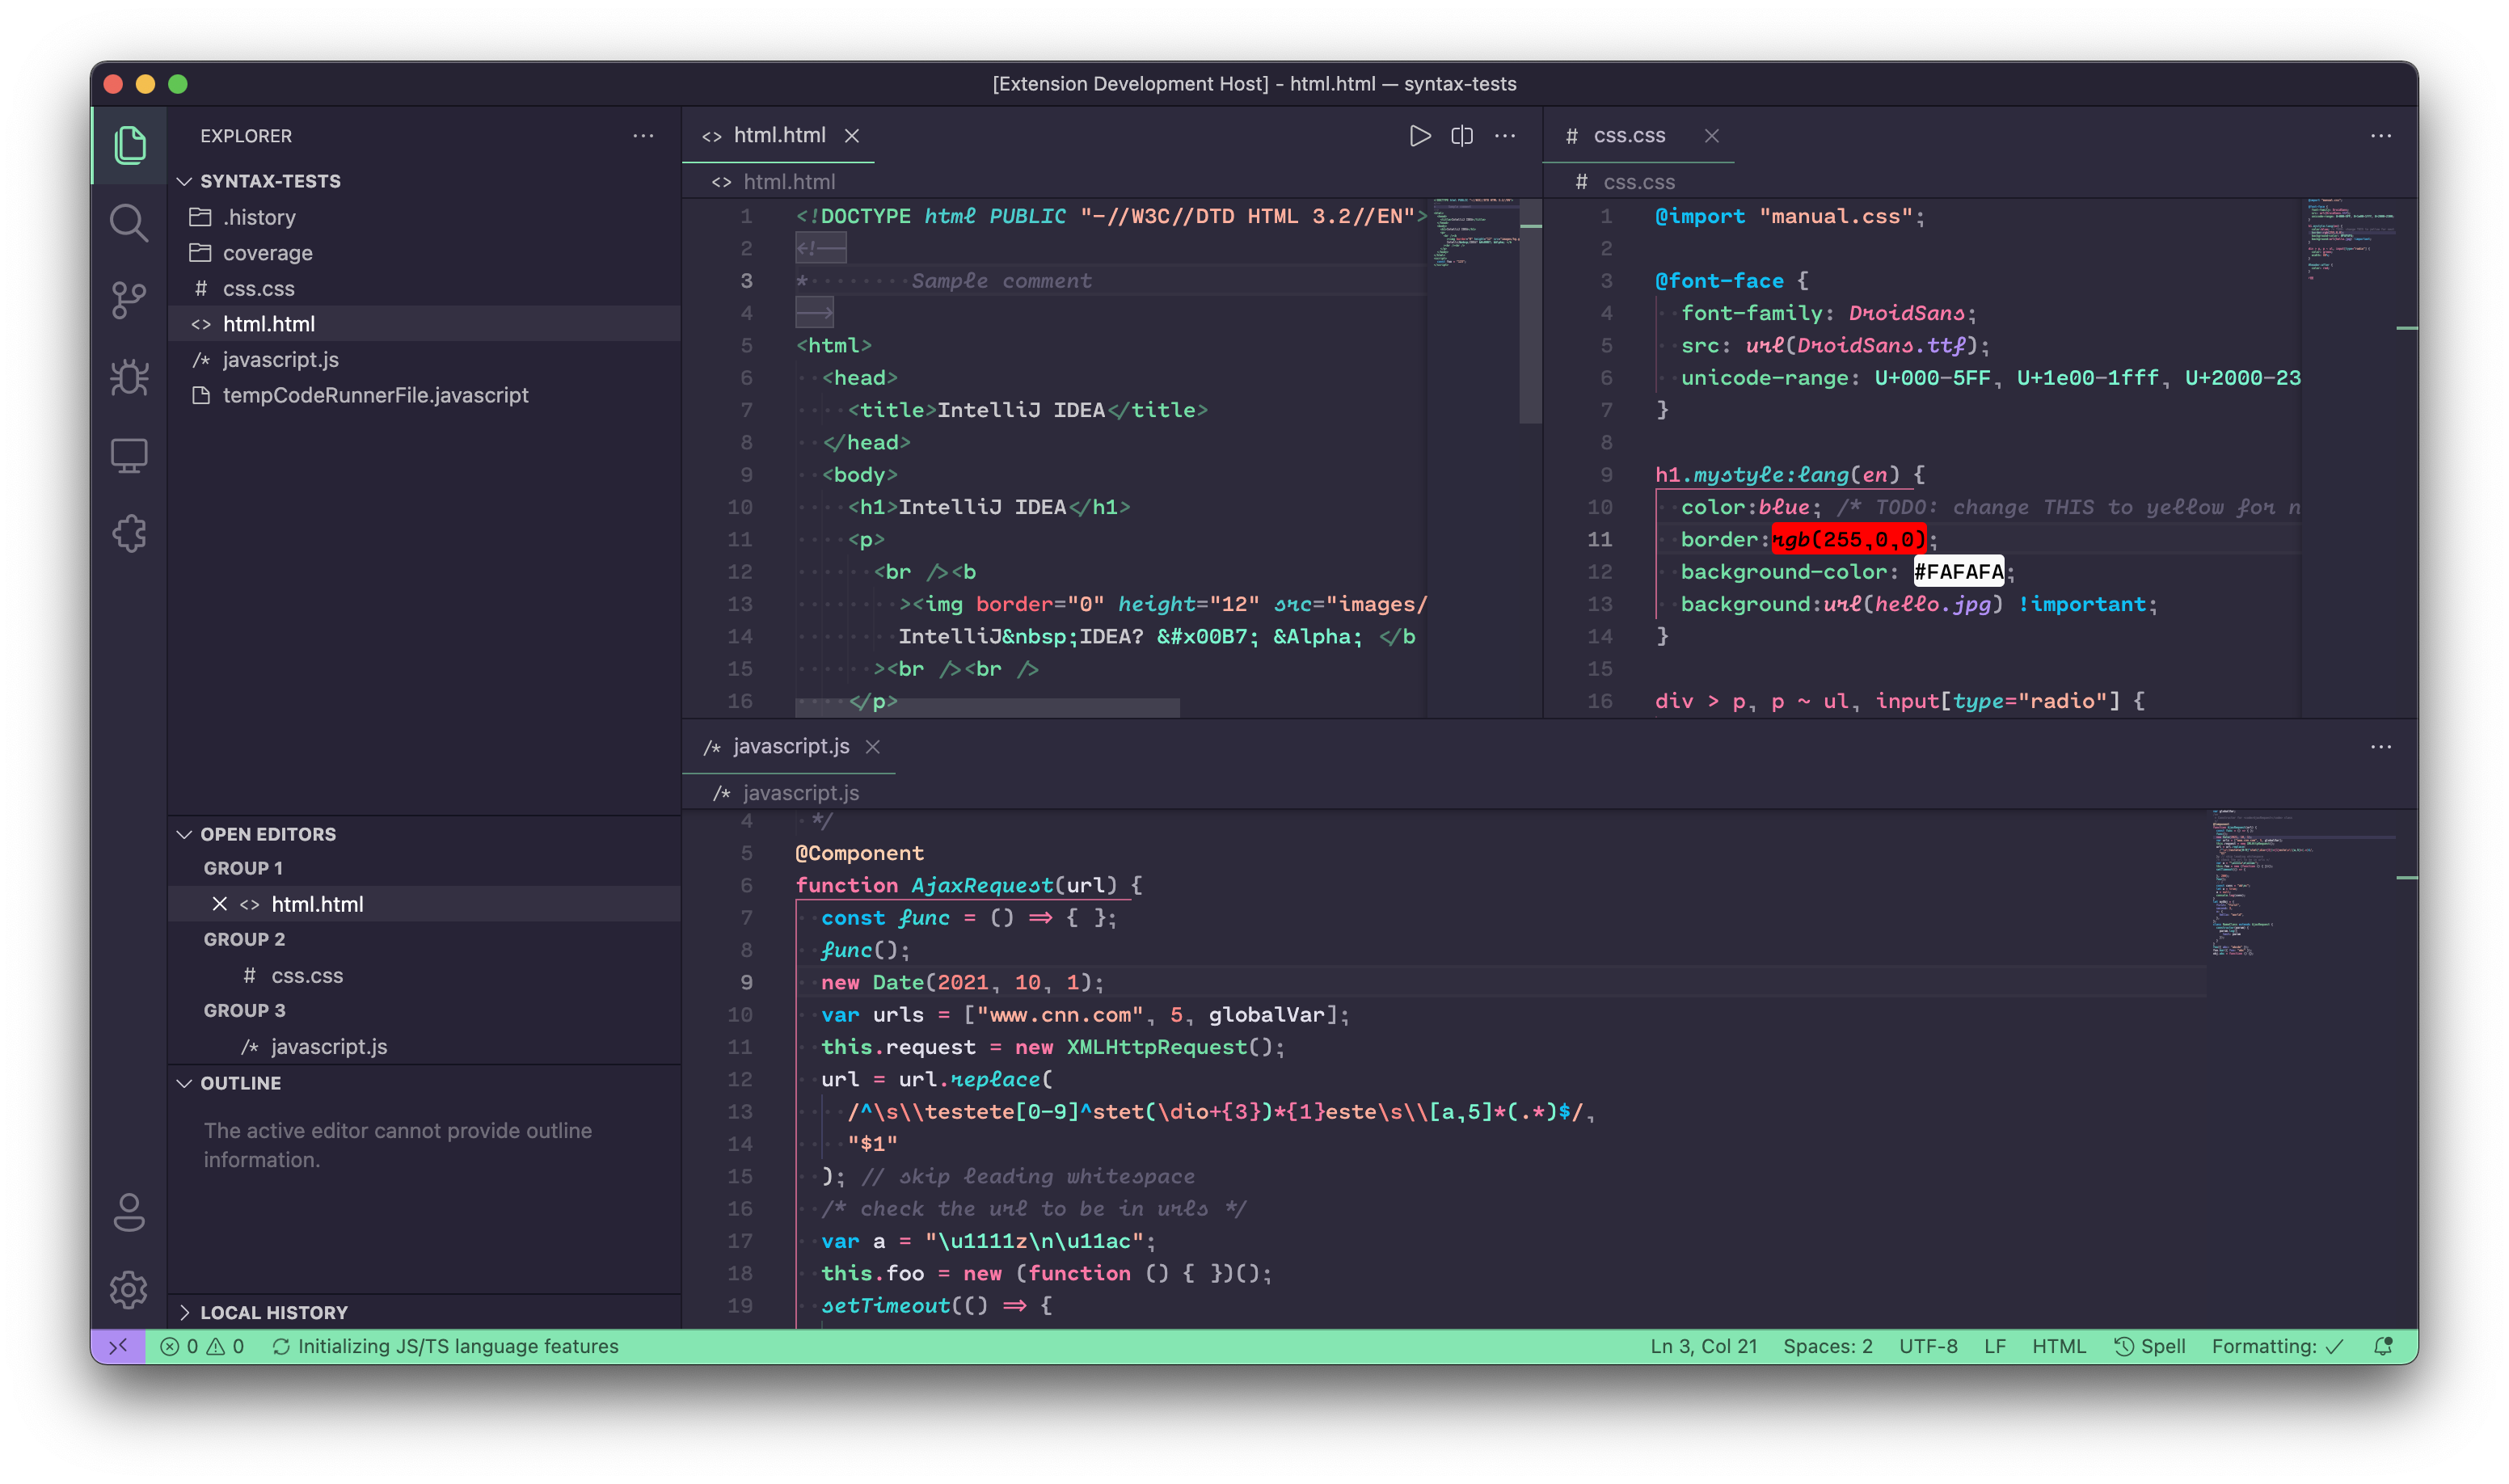 [Extension Development Host] - html.html — syntax-tests
EXPLORER
SYNTAX-TESTS
.history
coverage
# css.css
<> html.html
/* javascript.js
tempCodeRunnerFile.javascript
OPEN EDITORS
GROUP 1
<> html.html
GROUP 2
# css.css
GROUP 3
/* javascript.js
OUTLINE
The active editor cannot provide outline
information.
LOCAL HISTORY
<> html.html
<> html.html
1 <!DOCTYPE html PUBLIC "-//W3C//DTD HTML 3.2//EN">
2 <!--
3 * Sample comment
4 -->
5 <html>
6 <head>
7 <title>IntelliJ IDEA</title>
8 </head>
9 <body>
10 <h1>IntelliJ IDEA</h1>
11 <p>
12 <br /><b
13 ><img border="0" height="12" src="images/
14 IntelliJ&nbsp;IDEA? &#x00B7; &Alpha; </b
15 ><br /><br />
16 </p>
# css.css
# css.css
1 @import "manual.css";
2
3 @font-face {
4 font-family: DroidSans;
5 src: url(DroidSans.ttf);
6 unicode-range: U+000-5FF, U+1e00-1fff, U+2000-23
7 }
8
9 h1.mystyle:lang(en) {
10 color:blue; /* TODO: change THIS to yellow for n
11 border:rgb(255,0,0);
12 background-color: #FAFAFA;
13 background:url(hello.jpg) !important;
14 }
15
16 div > p, p ~ ul, input[type="radio"] {
/* javascript.js
/* javascript.js
4 */
5 @Component
6 function AjaxRequest(url) {
7 const func = () => { };
8 func();
9 new Date(2021, 10, 1);
10 var urls = ["www.cnn.com", 5, globalVar];
11 this.request = new XMLHttpRequest();
12 url = url.replace(
13 /^\s\\testete[0-9]^stet(\dio+{3})*{1}este\s\\[a,5]*(.*)$/,
14 "$1"
15 ); // skip leading whitespace
16 /* check the url to be in urls */
17 var a = "\u1111z\n\u11ac";
18 this.foo = new (function () { })();
19 setTimeout(() => {
0 0 Initializing JS/TS language features
Ln 3, Col 21 Spaces: 2 UTF-8 LF HTML Spell Formatting: ✓